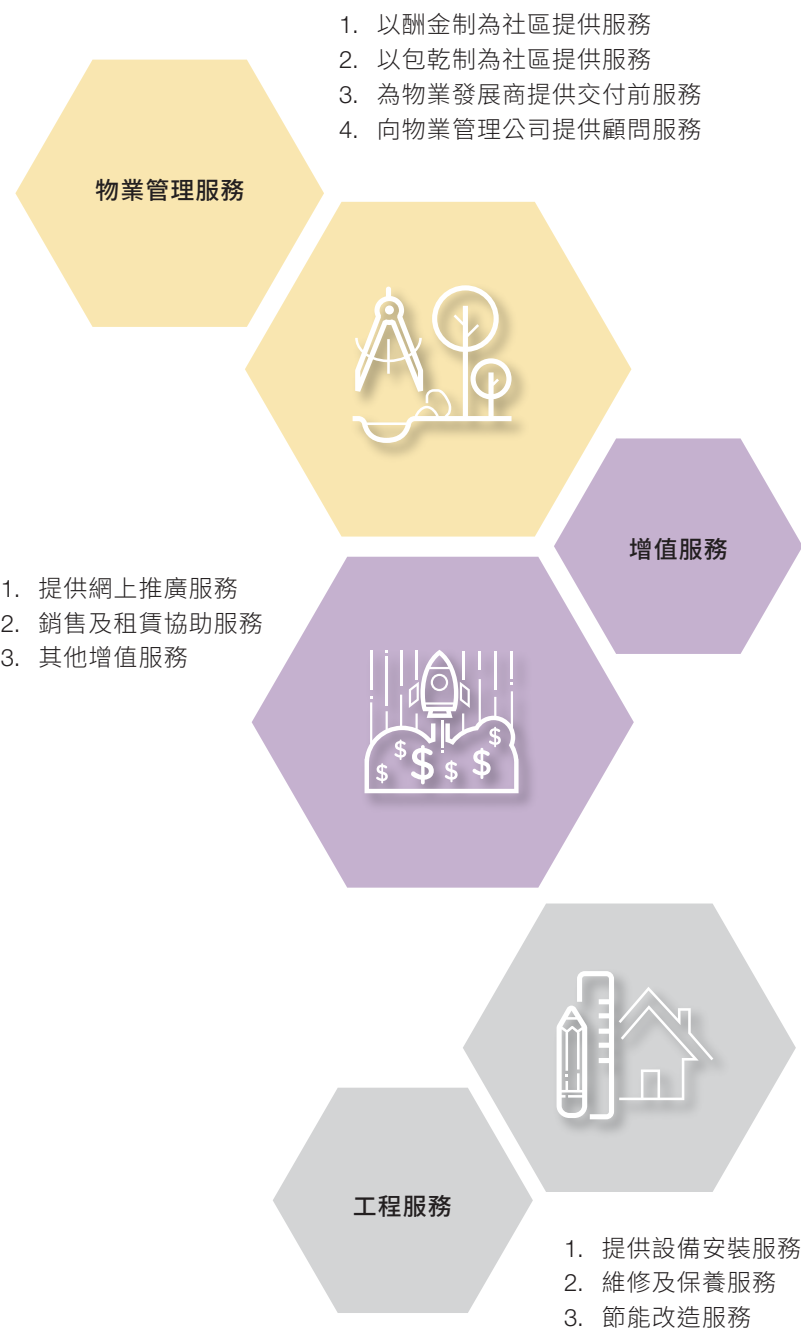 1. 以酬金制為社區提供服務
2. 以包乾制為社區提供服務
3. 為物業發展商提供交付前服務
4. 向物業管理公司提供顧問服務
物業管理服務
增值服務
1. 提供網上推廣服務
2. 銷售及租賃協助服務
3. 其他增值服務
$ $ $ $ $ $
工程服務
1. 提供設備安裝服務
2. 維修及保養服務
3. 節能改造服務